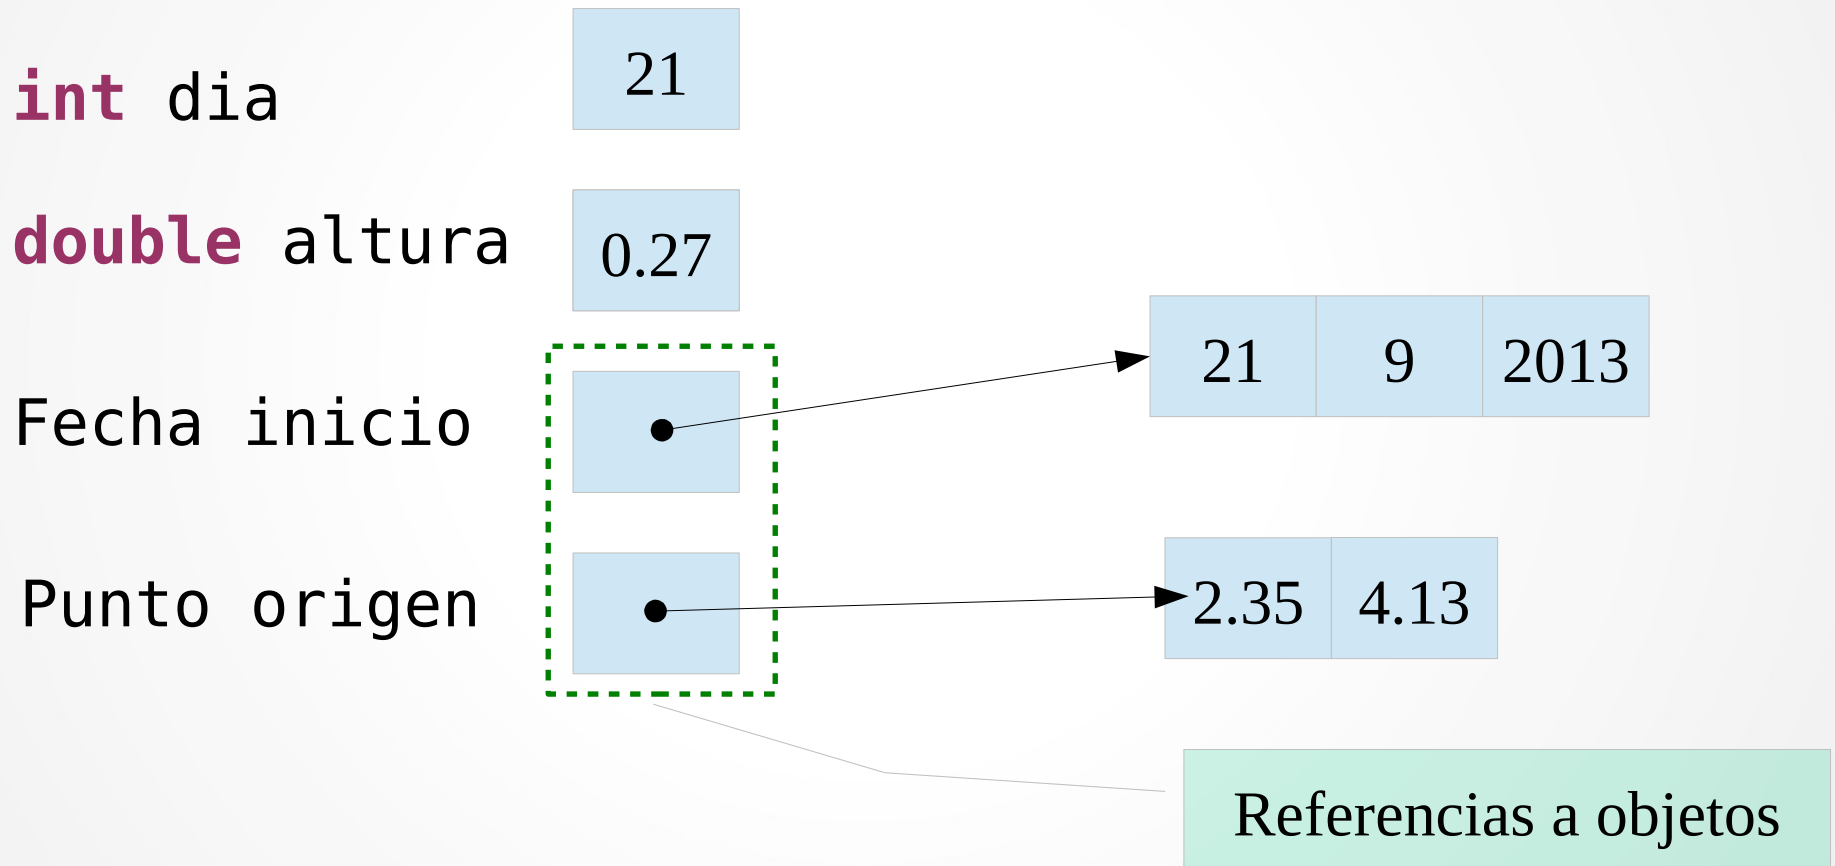 int dia
21
double altura
0.27
Fecha inicio
21 9 2013
Punto origen
2.35 4.13
Referencias a objetos